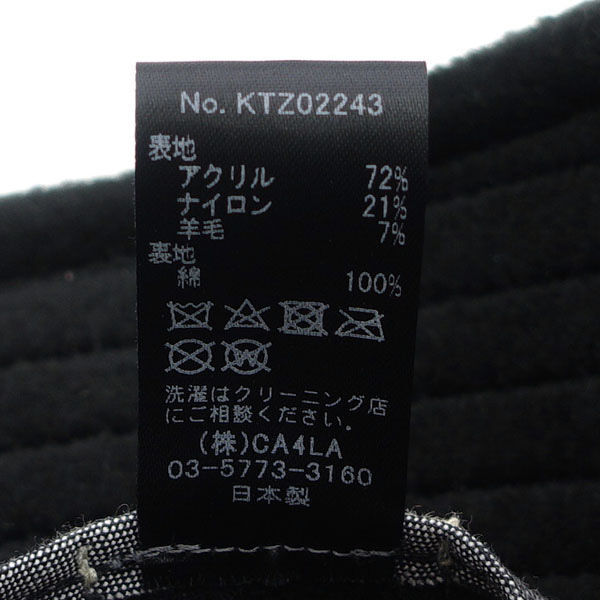 No. KTZ02243
表地
アクリル 72%
ナイロン 21%
羊毛 7%
裏地
綿 100%
洗濯はクリーニング店
にご相談ください。
(株)CA4LA
03-5773-3160
日本製